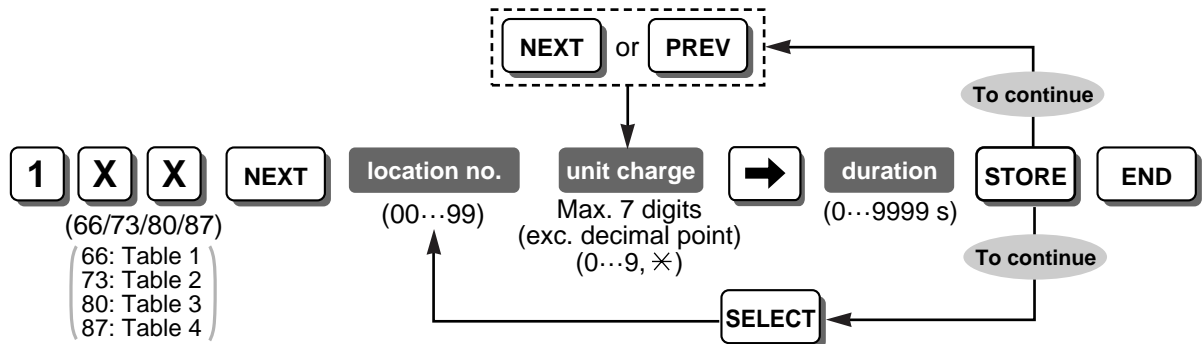 NEXT or PREV
To continue
1 X X NEXT location no. unit charge → duration STORE END
(66/73/80/87)
66: Table 1
73: Table 2
80: Table 3
87: Table 4
(00⋯99)
Max. 7 digits
(exc. decimal point)
(0⋯9, ✳)
(0⋯9999 s)
To continue
SELECT